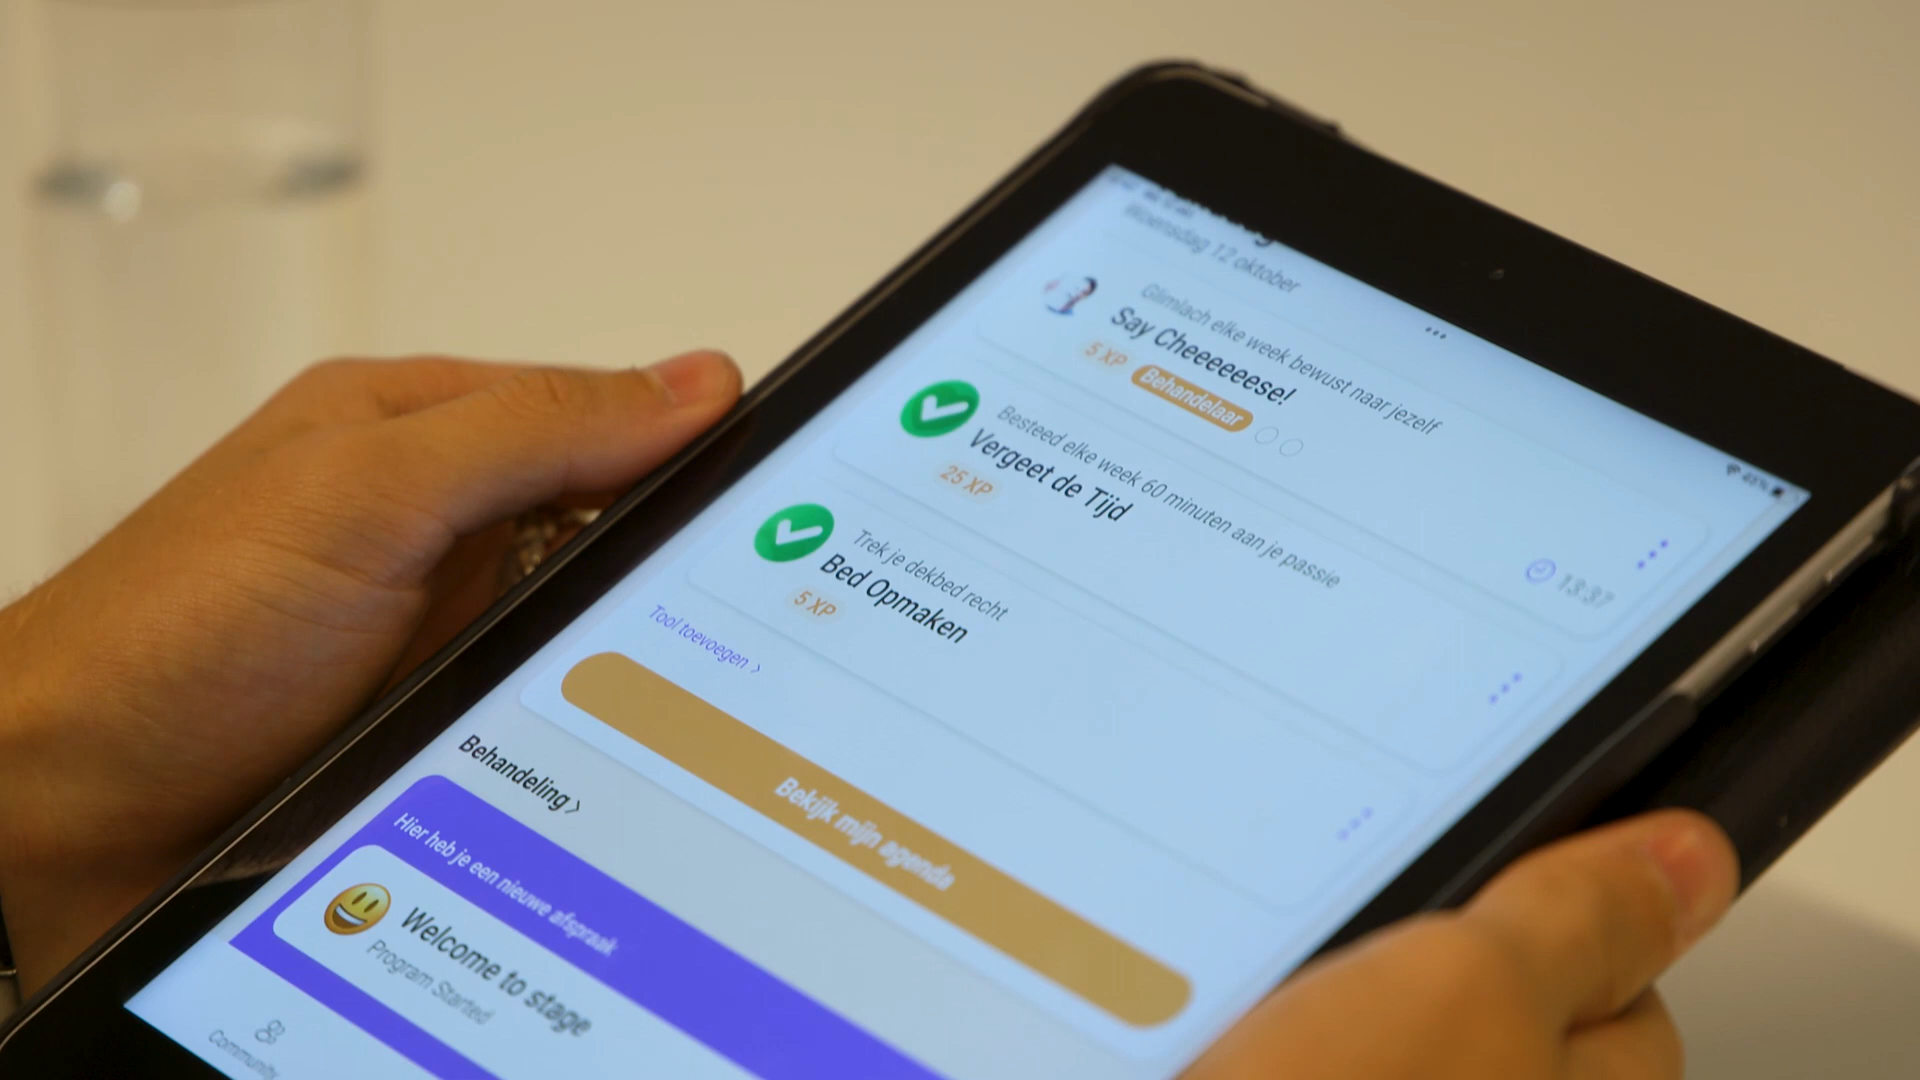 Woensdag 12 oktober
Glimlach elke week bewust naar jezelf
Say Cheeeeeese!
5 XP Behandelaar
13:37
Besteed elke week 60 minuten aan je passie
Vergeet de Tijd
25 XP
Trek je dekbed recht
Bed Opmaken
5 XP
Tool toevoegen >
Bekijk mijn agenda
Behandeling >
Hier heb je een nieuwe afspraak
Welcome to stage
Program Started
Community